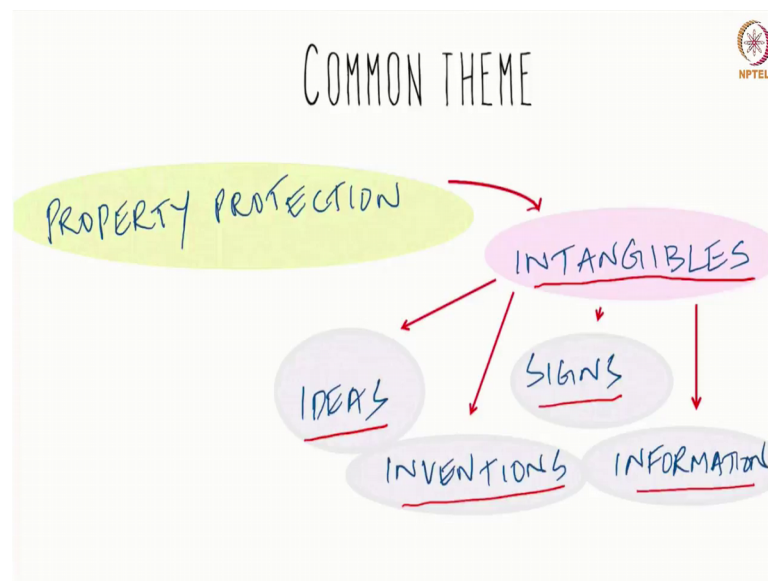 COMMON THEME
NPTEL
PROPERTY PROTECTION
INTANGIBLES
IDEAS
SIGNS
INVENTIONS
INFORMATION